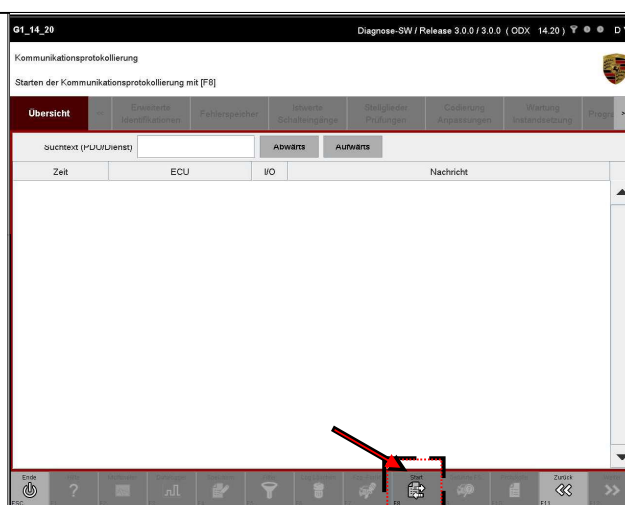 G1_14_20 Diagnose-SW / Release 3.0.0 / 3.0.0 ( ODX 14.20 ) D
Kommunikationsprotokollierung
Starten der Kommunikationsprotokollierung mit [F8]
Übersicht Erweiterte Identifikationen Fehlerspeicher Istwerte Schalteingänge Stellglieder Prüfungen Codierung Anpassungen Wartung Instandsetzung Progra
Suchtext (PDU/Dienst) Abwärts Aufwärts
Zeit ECU I/O Nachricht
Ende Start Zurück
ESC F8 F11